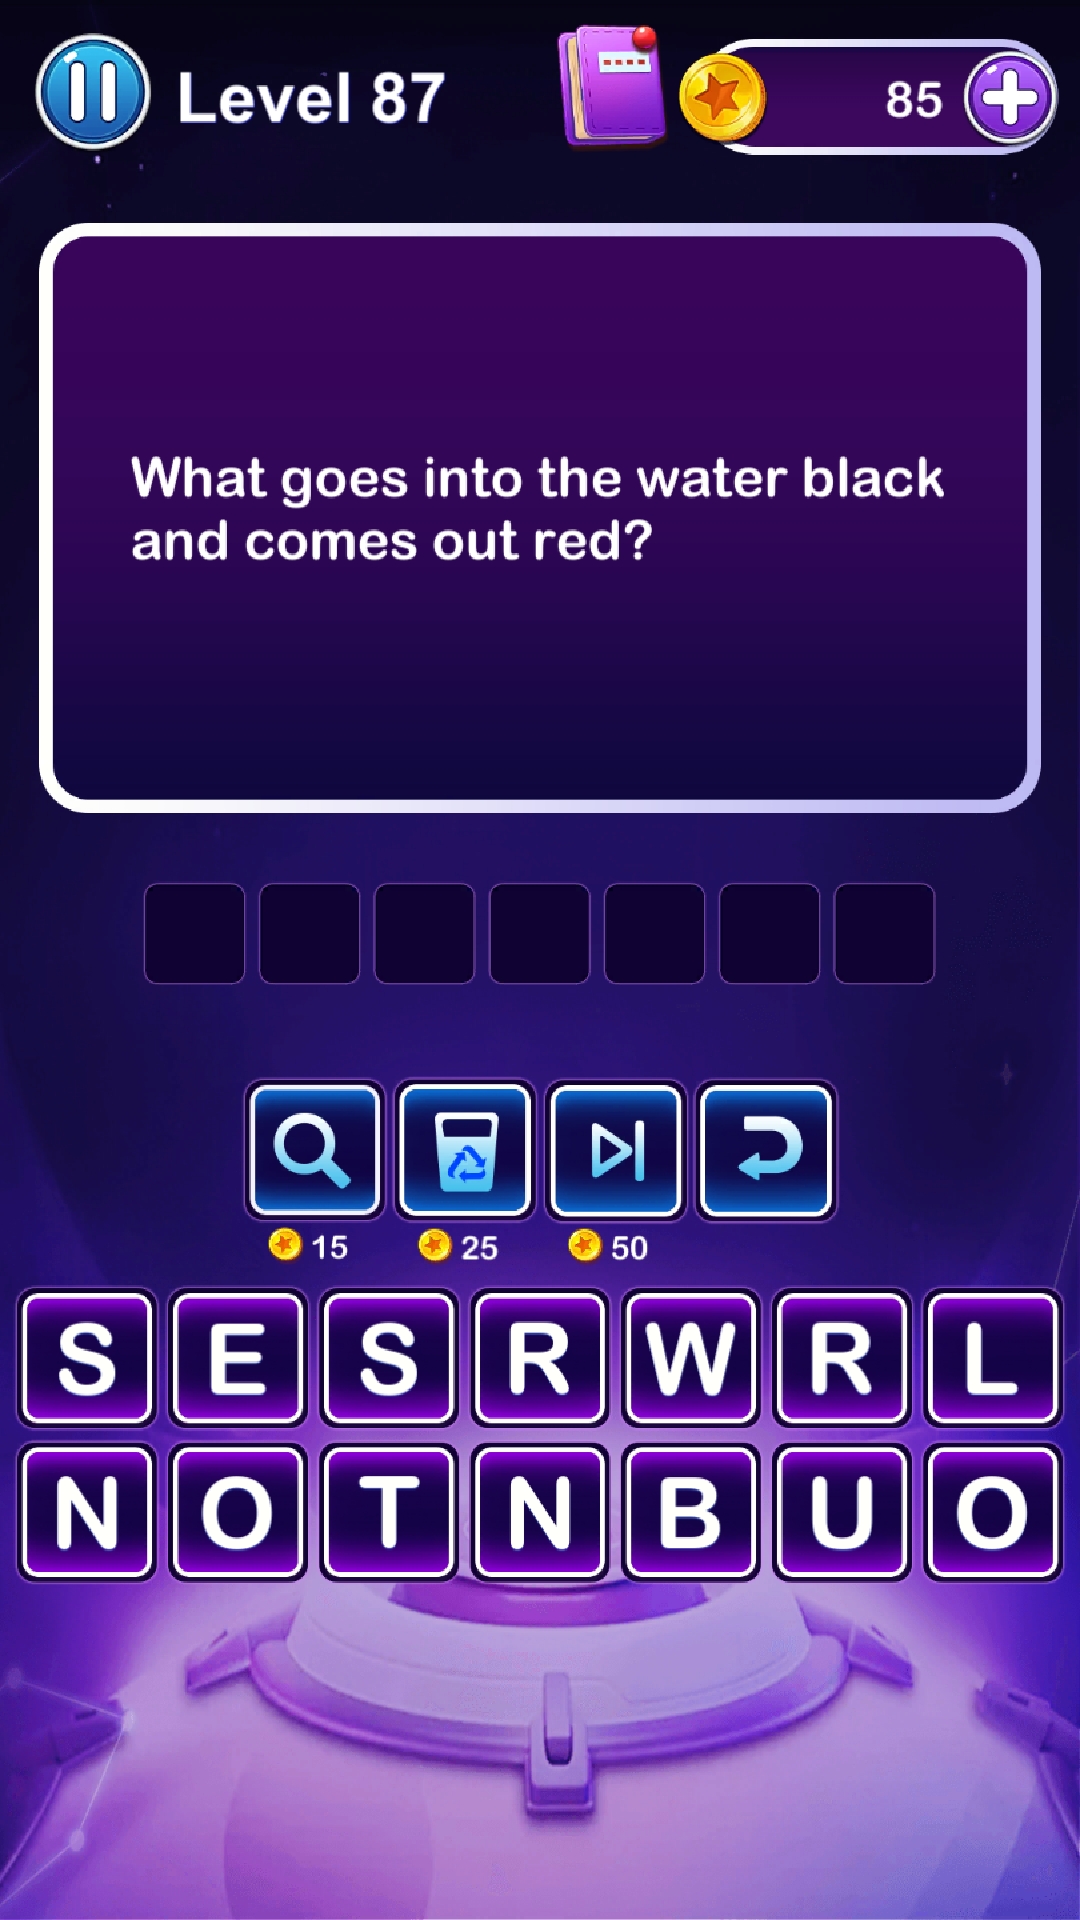 Level 87
85
What goes into the water black
and comes out red?
15 25 50
S E S R W R L
N O T N B U O